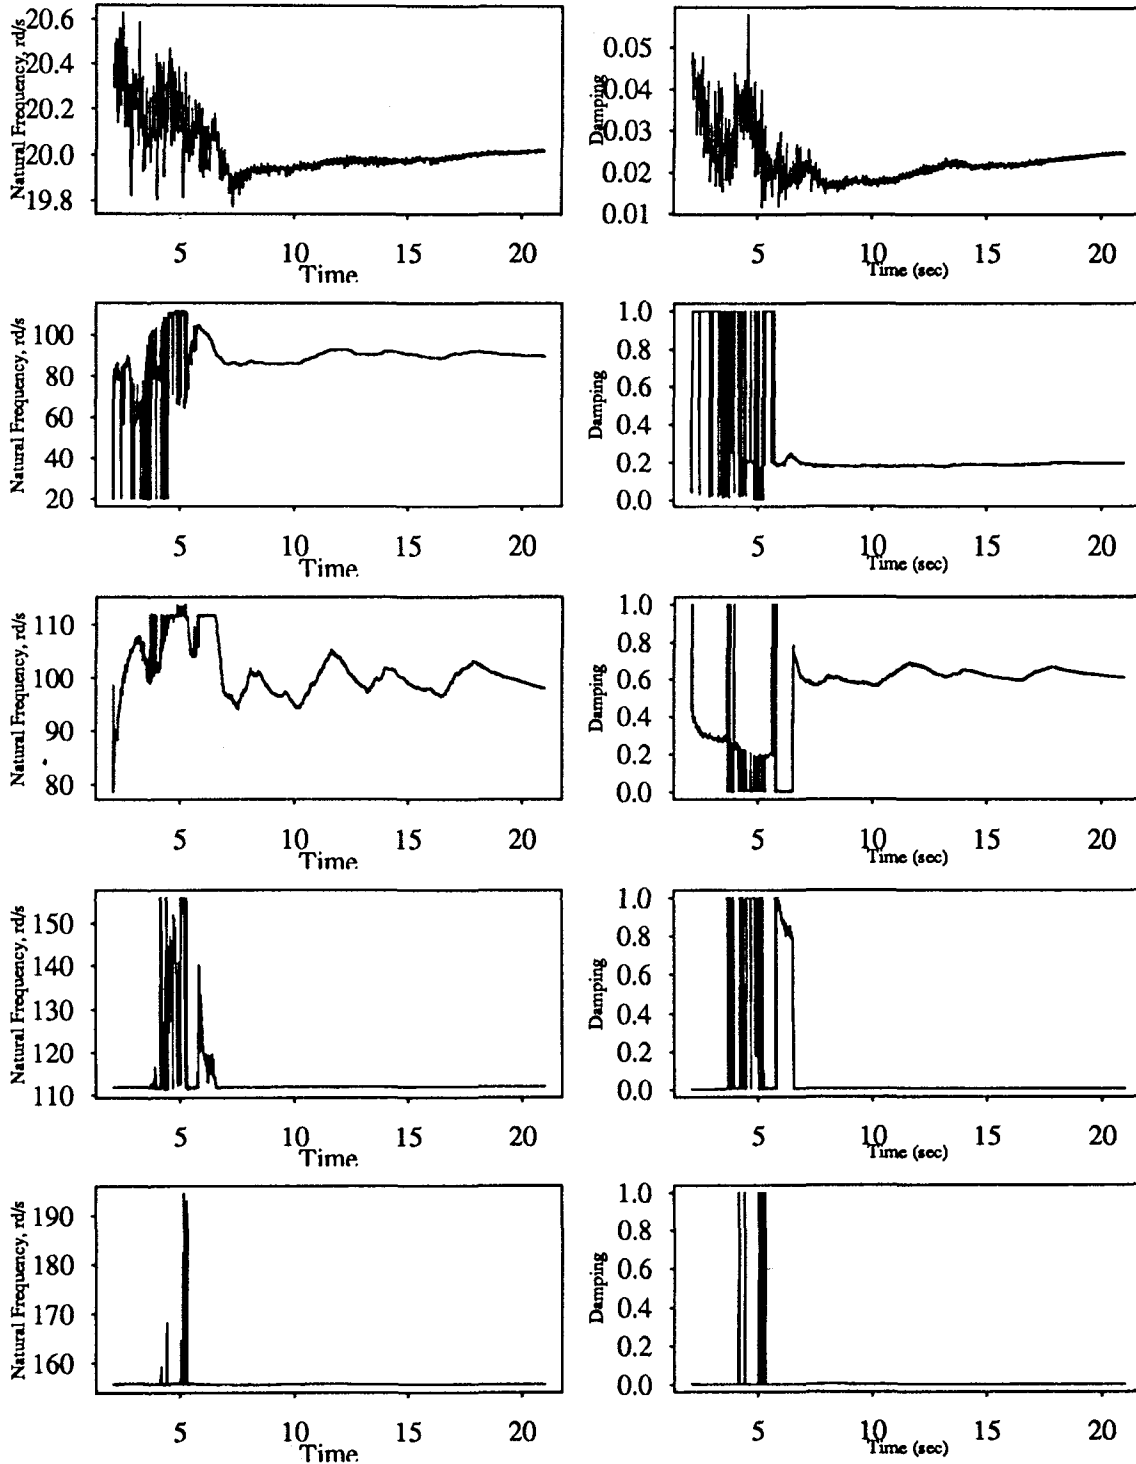 Natural Frequency, rd/s
20.6
20.4
20.2
20.0
19.8
5 10 15 20
Time
Damping
0.05
0.04
0.03
0.02
0.01
5 10 15 20
Time (sec)
Natural Frequency, rd/s
100
80
60
40
20
5 10 15 20
Time
Damping
1.0
0.8
0.6
0.4
0.2
0.0
5 10 15 20
Time (sec)
Natural Frequency, rd/s
110
100
90
80
5 10 15 20
Time
Damping
1.0
0.8
0.6
0.4
0.2
0.0
5 10 15 20
Time (sec)
Natural Frequency, rd/s
150
140
130
120
110
5 10 15 20
Time
Damping
1.0
0.8
0.6
0.4
0.2
0.0
5 10 15 20
Time (sec)
Natural Frequency, rd/s
190
180
170
160
5 10 15 20
Time
Damping
1.0
0.8
0.6
0.4
0.2
0.0
5 10 15 20
Time (sec)